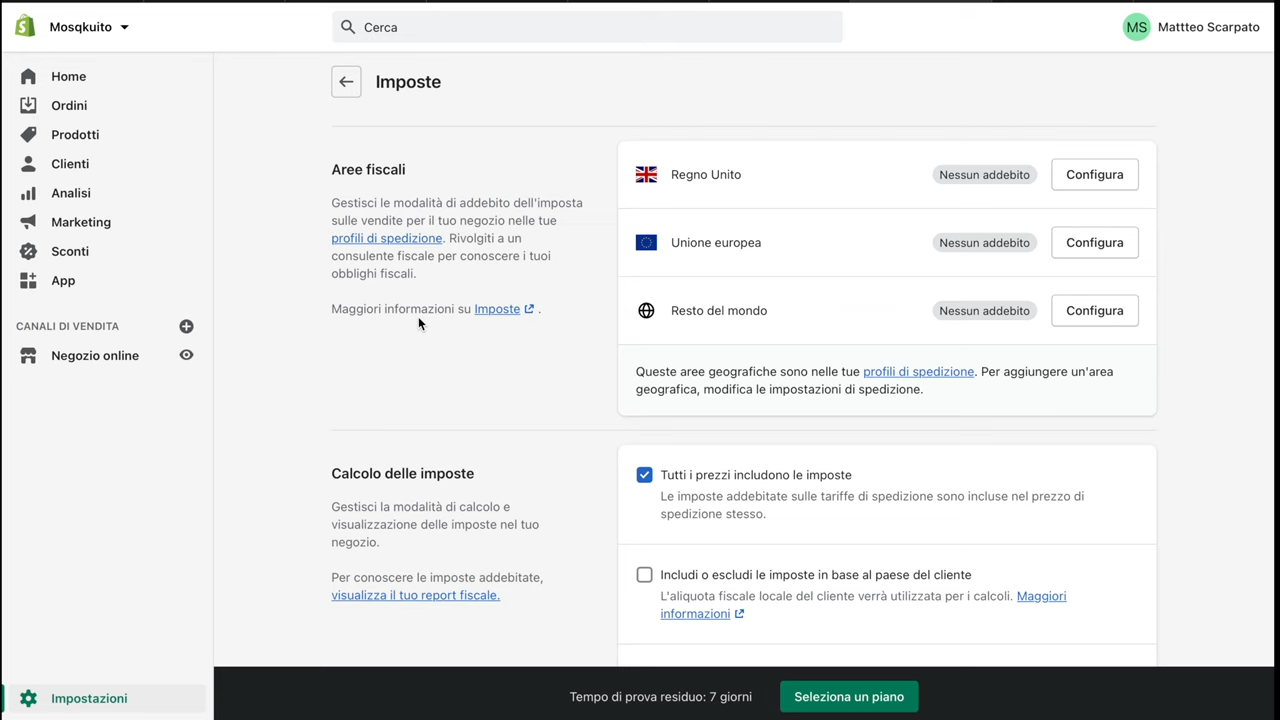 Mosqkuito
Cerca
MS
Mattteo Scarpato
Home
Ordini
Prodotti
Clienti
Analisi
Marketing
Sconti
App
CANALI DI VENDITA
Negozio online
Impostazioni
Imposte
Aree fiscali
Gestisci le modalità di addebito dell'imposta
sulle vendite per il tuo negozio nelle tue
profili di spedizione. Rivolgiti a un
consulente fiscale per conoscere i tuoi
obblighi fiscali.
Maggiori informazioni su Imposte .
Regno Unito Nessun addebito Configura
Unione europea Nessun addebito Configura
Resto del mondo Nessun addebito Configura
Queste aree geografiche sono nelle tue profili di spedizione. Per aggiungere un'area
geografica, modifica le impostazioni di spedizione.
Calcolo delle imposte
Gestisci la modalità di calcolo e
visualizzazione delle imposte nel tuo
negozio.
Per conoscere le imposte addebitate,
visualizza il tuo report fiscale.
Tutti i prezzi includono le imposte
Le imposte addebitate sulle tariffe di spedizione sono incluse nel prezzo di
spedizione stesso.
Includi o escludi le imposte in base al paese del cliente
L'aliquota fiscale locale del cliente verrà utilizzata per i calcoli. Maggiori
informazioni
Tempo di prova residuo: 7 giorni
Seleziona un piano